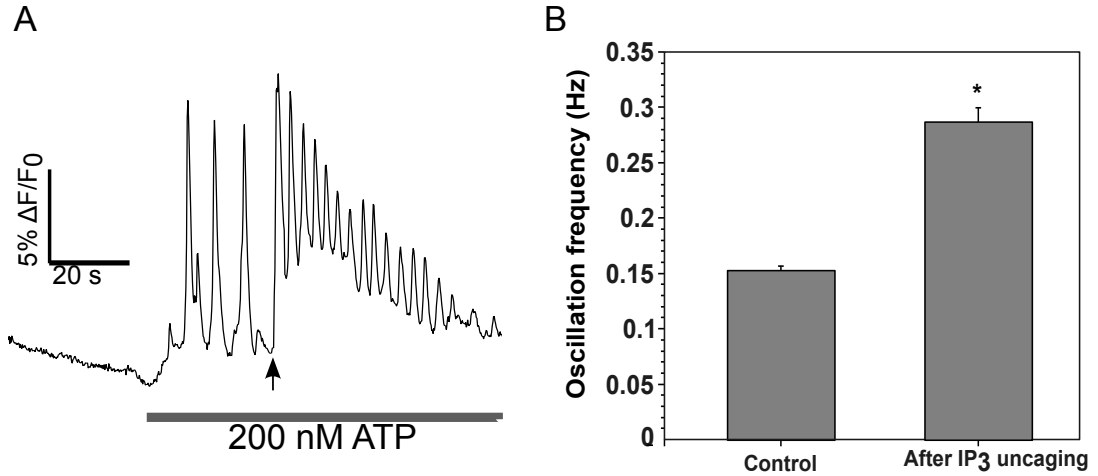 A
5% ΔF/F0
20 s
200 nM ATP
B
Oscillation frequency (Hz)
0.35
0.3
0.25
0.2
0.15
0.1
0.05
0
*
Control
After IP3 uncaging